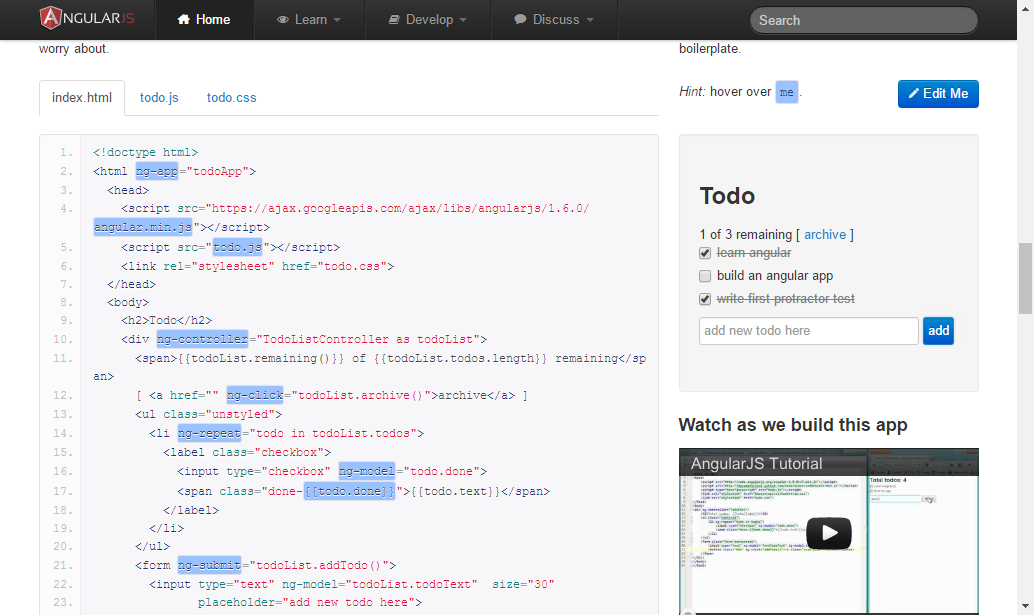 ANGULARJS Home Learn Develop Discuss Search
worry about.
boilerplate.
index.html todo.js todo.css
Hint: hover over me .
Edit Me
1. <!doctype html>
2. <html ng-app="todoApp">
3. <head>
4. <script src="https://ajax.googleapis.com/ajax/libs/angularjs/1.6.0/
angular.min.js"></script>
5. <script src="todo.js"></script>
6. <link rel="stylesheet" href="todo.css">
7. </head>
8. <body>
9. <h2>Todo</h2>
10. <div ng-controller="TodoListController as todoList">
11. <span>{{todoList.remaining()}} of {{todoList.todos.length}} remaining</sp
an>
12. [ <a href="" ng-click="todoList.archive()">archive</a> ]
13. <ul class="unstyled">
14. <li ng-repeat="todo in todoList.todos">
15. <label class="checkbox">
16. <input type="checkbox" ng-model="todo.done">
17. <span class="done-{{todo.done}}">{{todo.text}}</span>
18. </label>
19. </li>
20. </ul>
21. <form ng-submit="todoList.addTodo()">
22. <input type="text" ng-model="todoList.todoText" size="30"
23. placeholder="add new todo here">
Todo
1 of 3 remaining [ archive ]
learn angular
build an angular app
write first protractor test
add new todo here
add
Watch as we build this app
AngularJS Tutorial
Total todos: 4